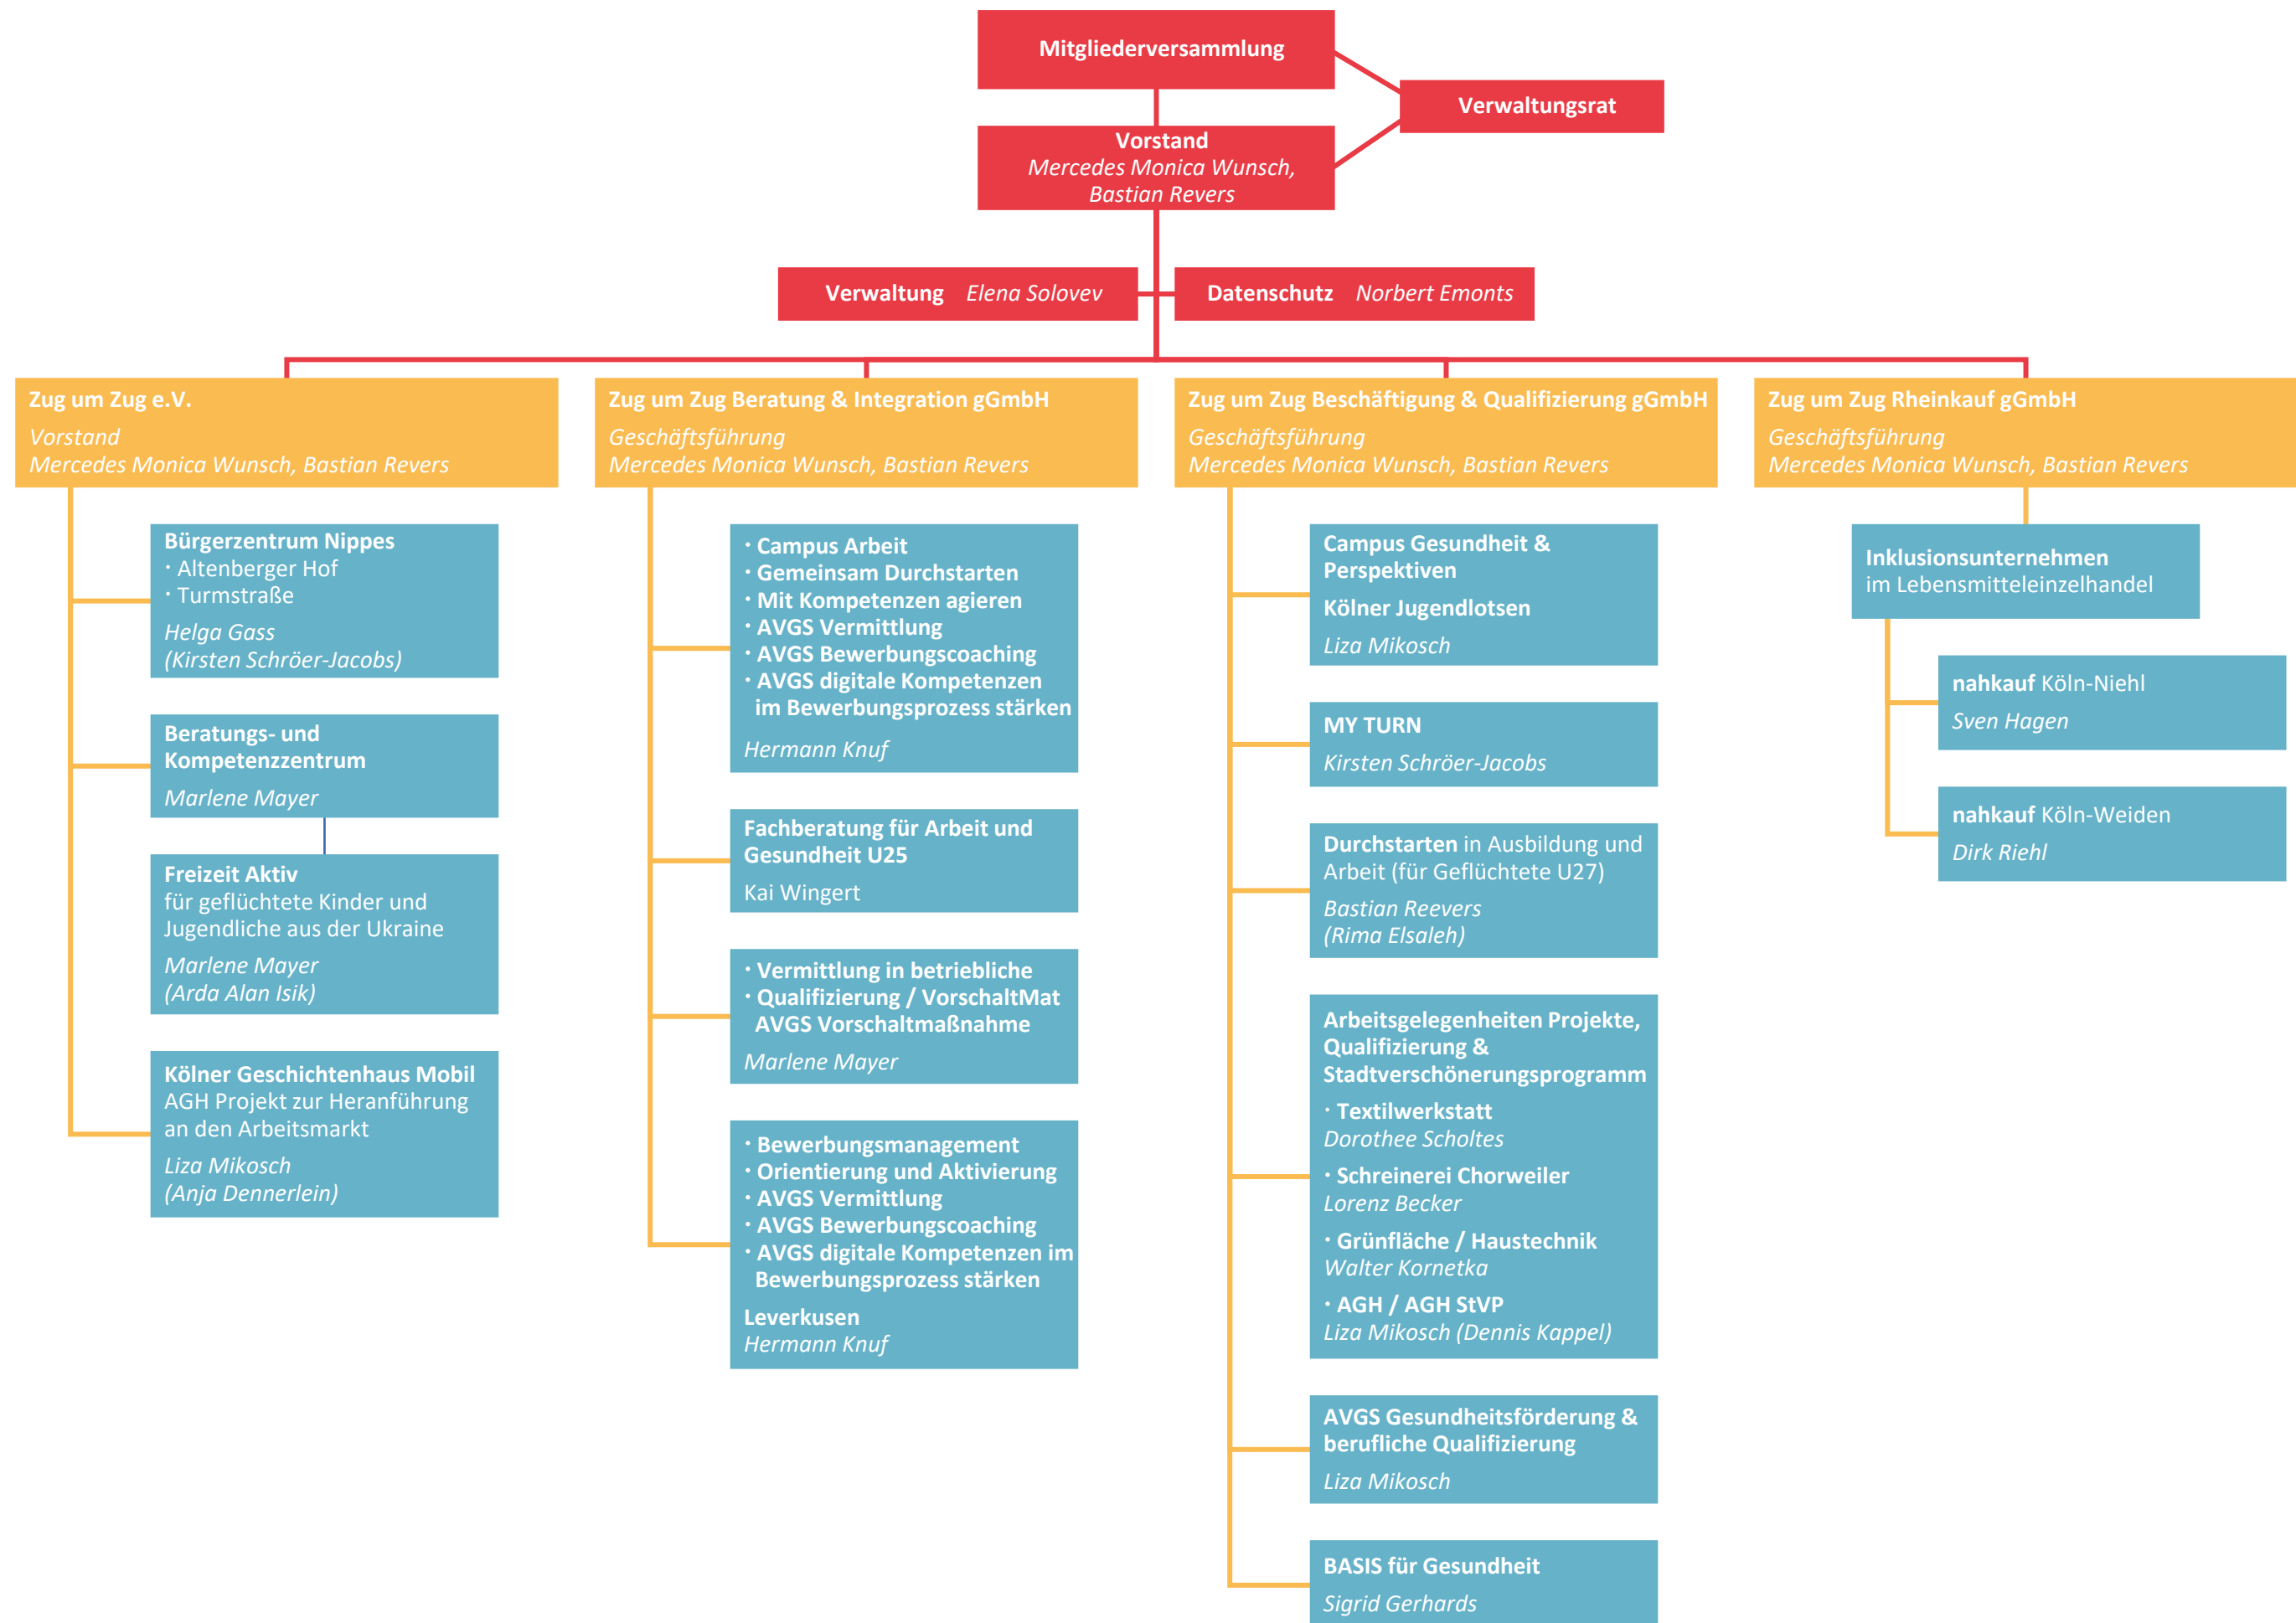 Mitgliederversammlung
Verwaltungsrat
Vorstand
Mercedes Monica Wunsch,
Bastian Revers
Verwaltung Elena Solovev
Datenschutz Norbert Emonts
Zug um Zug e.V.
Vorstand
Mercedes Monica Wunsch, Bastian Revers
Bürgerzentrum Nippes
· Altenberger Hof
· Turmstraße
Helga Gass
(Kirsten Schröer-Jacobs)
Beratungs- und
Kompetenzzentrum
Marlene Mayer
Freizeit Aktiv
für geflüchtete Kinder und
Jugendliche aus der Ukraine
Marlene Mayer
(Arda Alan Isik)
Kölner Geschichtenhaus Mobil
AGH Projekt zur Heranführung
an den Arbeitsmarkt
Liza Mikosch
(Anja Dennerlein)
Zug um Zug Beratung & Integration gGmbH
Geschäftsführung
Mercedes Monica Wunsch, Bastian Revers
· Campus Arbeit
· Gemeinsam Durchstarten
· Mit Kompetenzen agieren
· AVGS Vermittlung
· AVGS Bewerbungscoaching
· AVGS digitale Kompetenzen
im Bewerbungsprozess stärken
Hermann Knuf
Fachberatung für Arbeit und
Gesundheit U25
Kai Wingert
· Vermittlung in betriebliche
· Qualifizierung / VorschaltMat
AVGS Vorschaltmaßnahme
Marlene Mayer
· Bewerbungsmanagement
· Orientierung und Aktivierung
· AVGS Vermittlung
· AVGS Bewerbungscoaching
· AVGS digitale Kompetenzen im
Bewerbungsprozess stärken
Leverkusen
Hermann Knuf
Zug um Zug Beschäftigung & Qualifizierung gGmbH
Geschäftsführung
Mercedes Monica Wunsch, Bastian Revers
Campus Gesundheit &
Perspektiven
Kölner Jugendlotsen
Liza Mikosch
MY TURN
Kirsten Schröer-Jacobs
Durchstarten in Ausbildung und
Arbeit (für Geflüchtete U27)
Bastian Reevers
(Rima Elsaleh)
Arbeitsgelegenheiten Projekte,
Qualifizierung &
Stadtverschönerungsprogramm
· Textilwerkstatt
Dorothee Scholtes
· Schreinerei Chorweiler
Lorenz Becker
· Grünfläche / Haustechnik
Walter Kornetka
· AGH / AGH StVP
Liza Mikosch (Dennis Kappel)
AVGS Gesundheitsförderung &
berufliche Qualifizierung
Liza Mikosch
BASIS für Gesundheit
Sigrid Gerhards
Zug um Zug Rheinkauf gGmbH
Geschäftsführung
Mercedes Monica Wunsch, Bastian Revers
Inklusionsunternehmen
im Lebensmitteleinzelhandel
nahkauf Köln-Niehl
Sven Hagen
nahkauf Köln-Weiden
Dirk Riehl